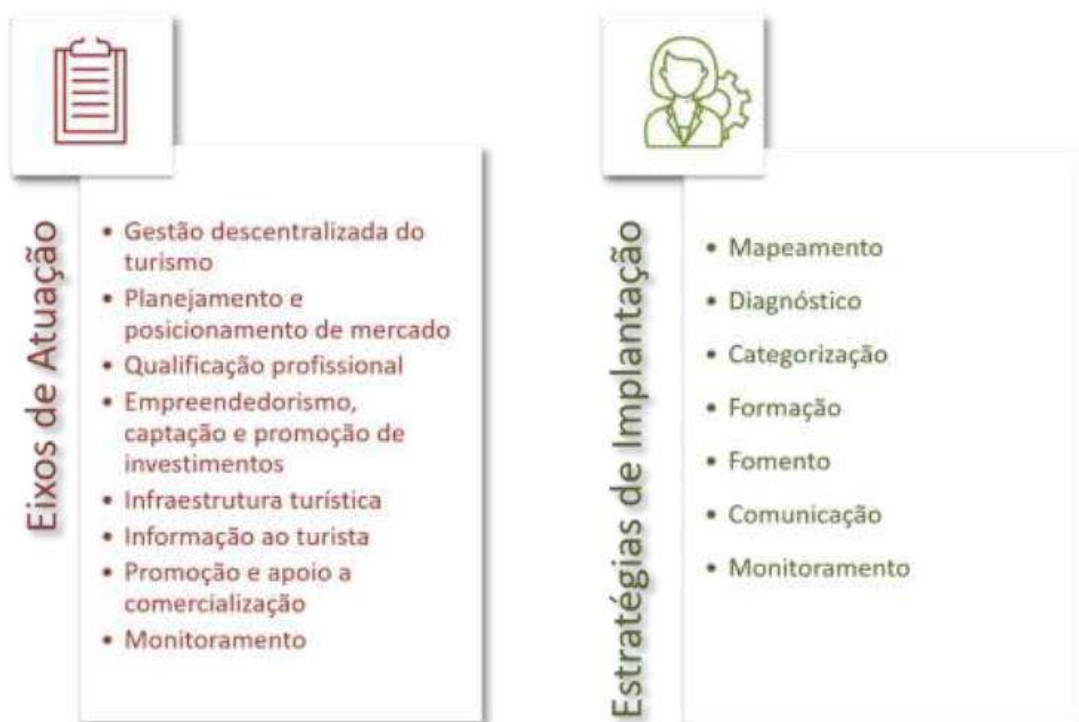 Eixos de Atuação
• Gestão descentralizada do
turismo
• Planejamento e
posicionamento de mercado
• Qualificação profissional
• Empreendedorismo,
captação e promoção de
investimentos
• Infraestrutura turística
• Informação ao turista
• Promoção e apoio a
comercialização
• Monitoramento
Estratégias de Implantação
• Mapeamento
• Diagnóstico
• Categorização
• Formação
• Fomento
• Comunicação
• Monitoramento